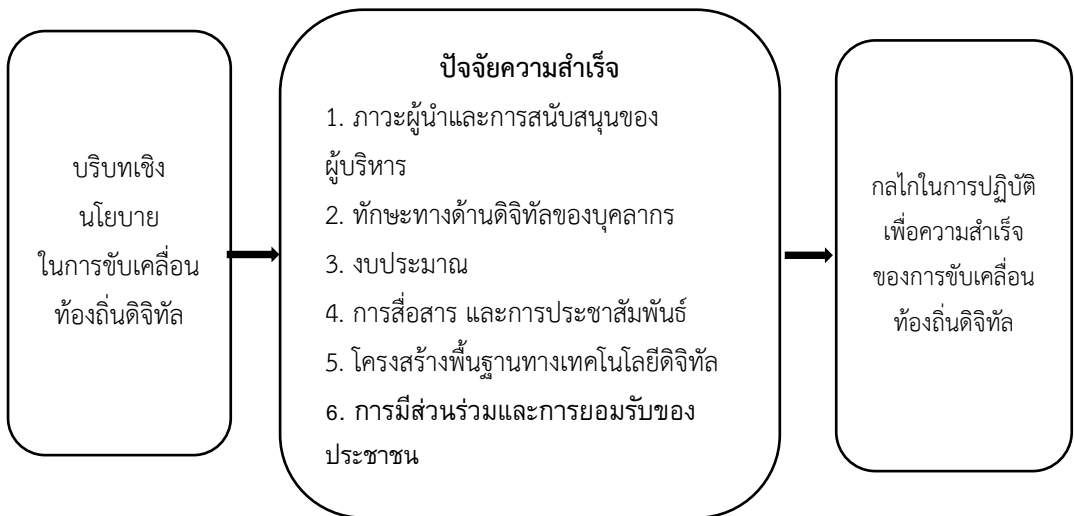 บริบทเชิง
นโยบาย
ในการขับเคลื่อน
ท้องถิ่นดิจิทัล
ปัจจัยความสำเร็จ
1. ภาวะผู้นำและการสนับสนุนของ
ผู้บริหาร
2. ทักษะทางด้านดิจิทัลของบุคลากร
3. งบประมาณ
4. การสื่อสาร และการประชาสัมพันธ์
5. โครงสร้างพื้นฐานทางเทคโนโลยีดิจิทัล
6. การมีส่วนร่วมและการยอมรับของ
ประชาชน
กลไกในการปฏิบัติ
เพื่อความสำเร็จ
ของการขับเคลื่อน
ท้องถิ่นดิจิทัล